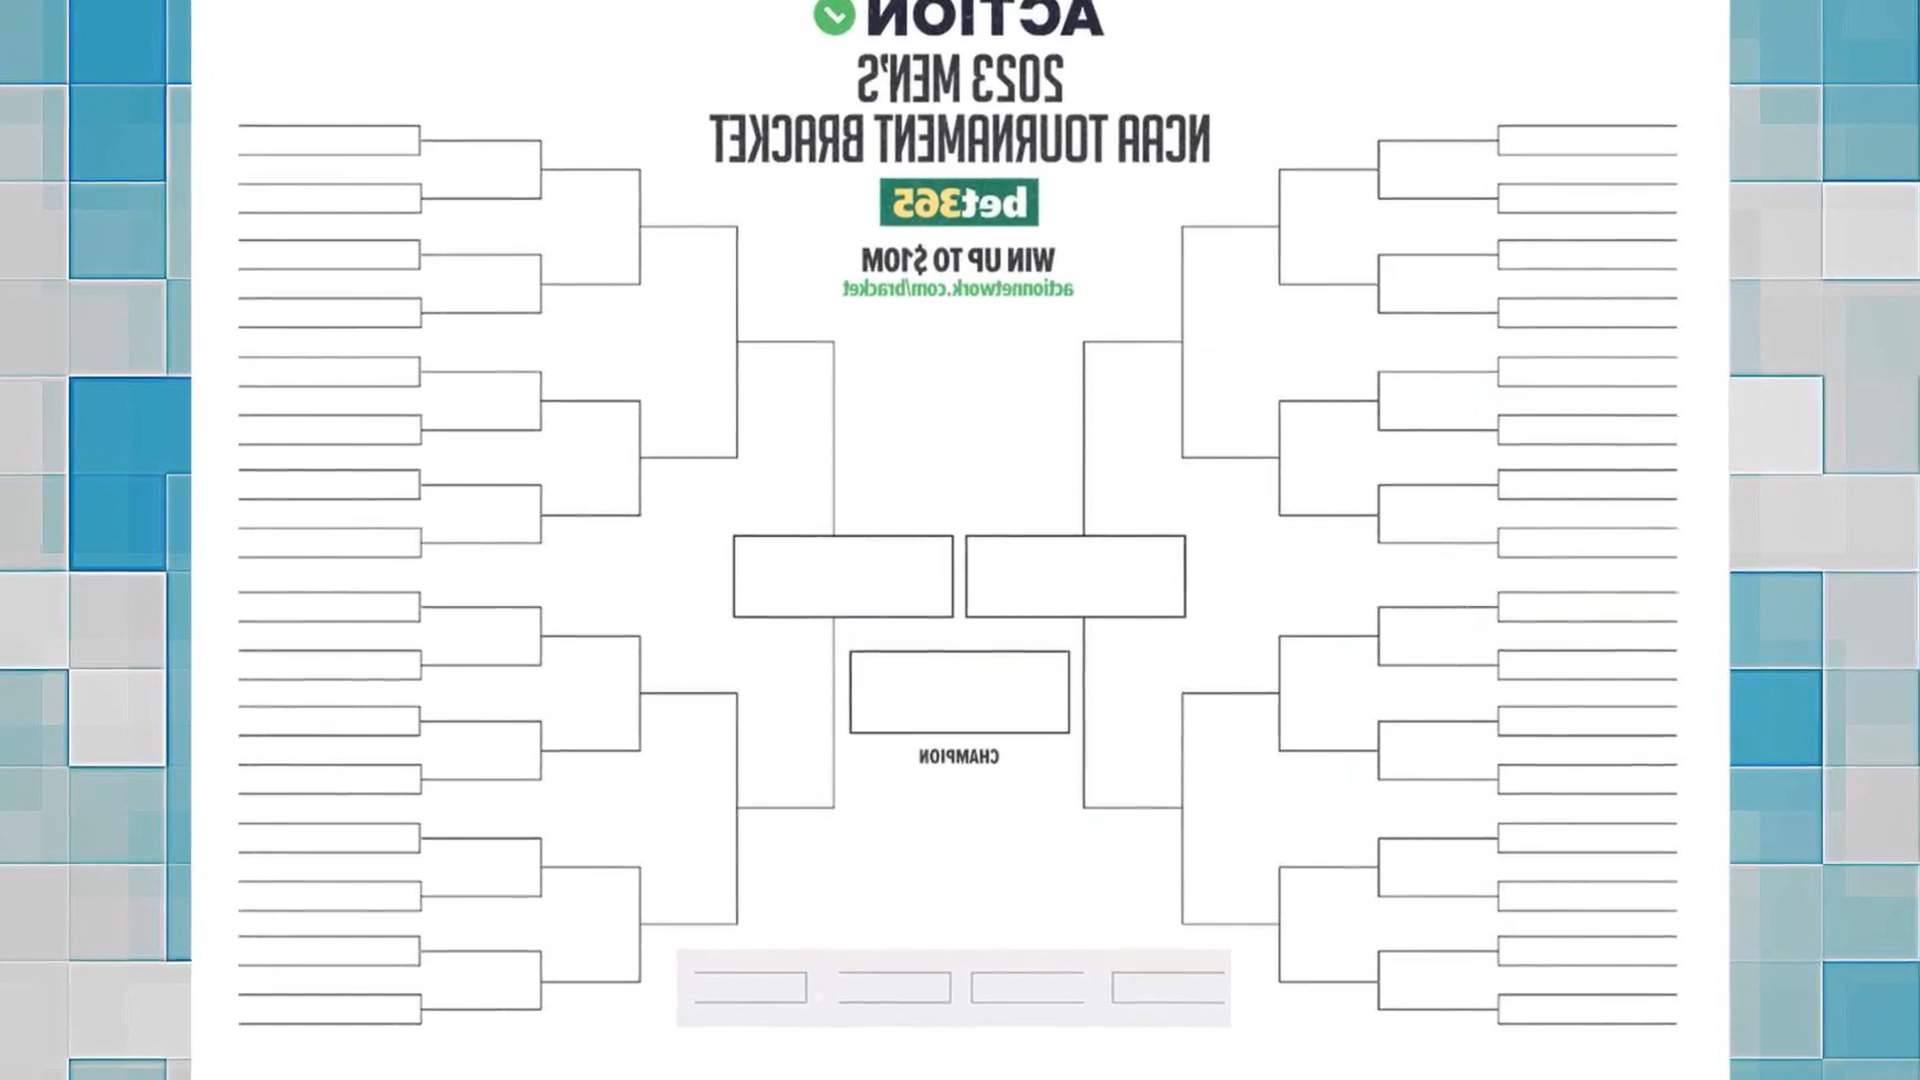 ACTION
2023 MEN'S
NCAA TOURNAMENT BRACKET
bet365
WIN UP TO $10M
actionnetwork.com/bracket
CHAMPION